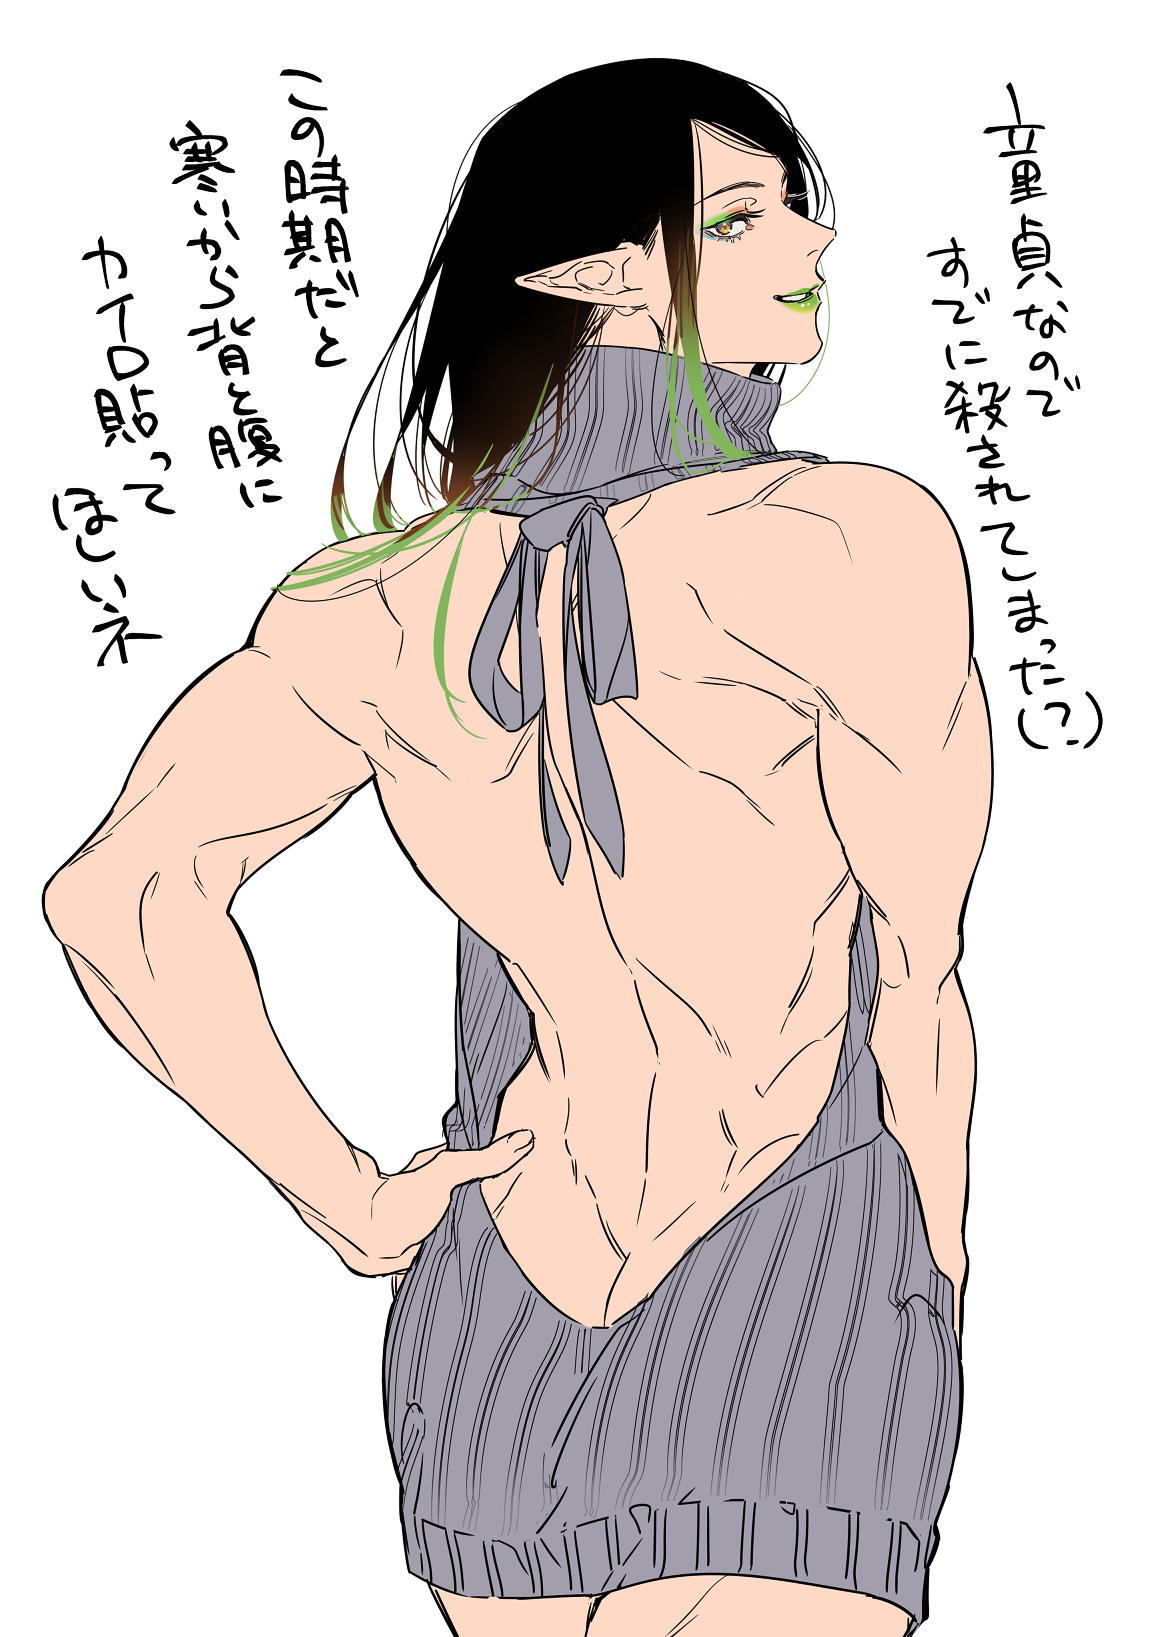 童貞なので
すでに殺されてしまった(?)
この時期だと
寒いから背と腹に
カイロ貼って
ほしいネ